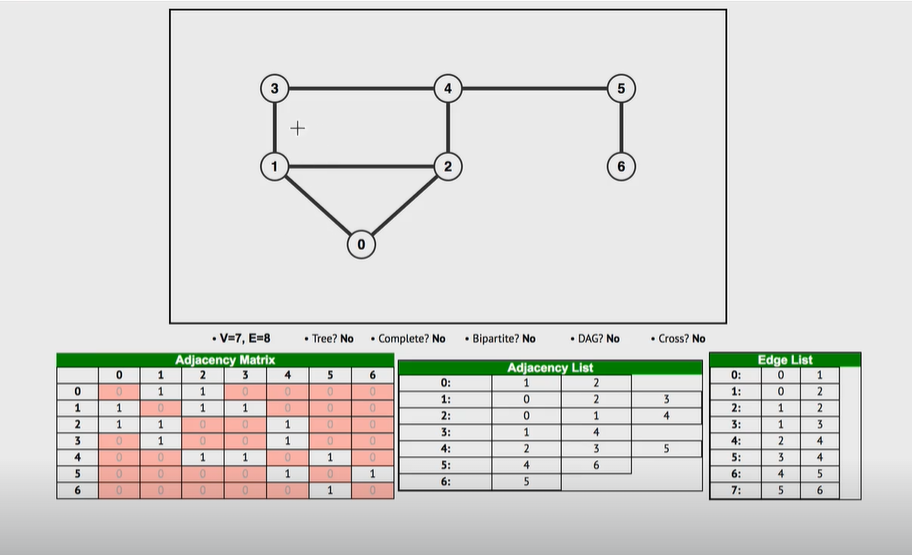 3 4 5
1 2 6
0
• V=7, E=8 • Tree? No • Complete? No • Bipartite? No • DAG? No • Cross? No
Adjacency Matrix
0 1 2 3 4 5 6
0 0 1 1 0 0 0 0
1 1 0 1 1 0 0 0
2 1 1 0 0 1 0 0
3 0 1 0 0 1 0 0
4 0 0 1 1 0 1 0
5 0 0 0 0 1 0 1
6 0 0 0 0 0 1 0
Adjacency List
0: 1 2
1: 0 2 3
2: 0 1 4
3: 1 4
4: 2 3 5
5: 4 6
6: 5
Edge List
0: 0 1
1: 0 2
2: 1 2
3: 1 3
4: 2 4
5: 3 4
6: 4 5
7: 5 6